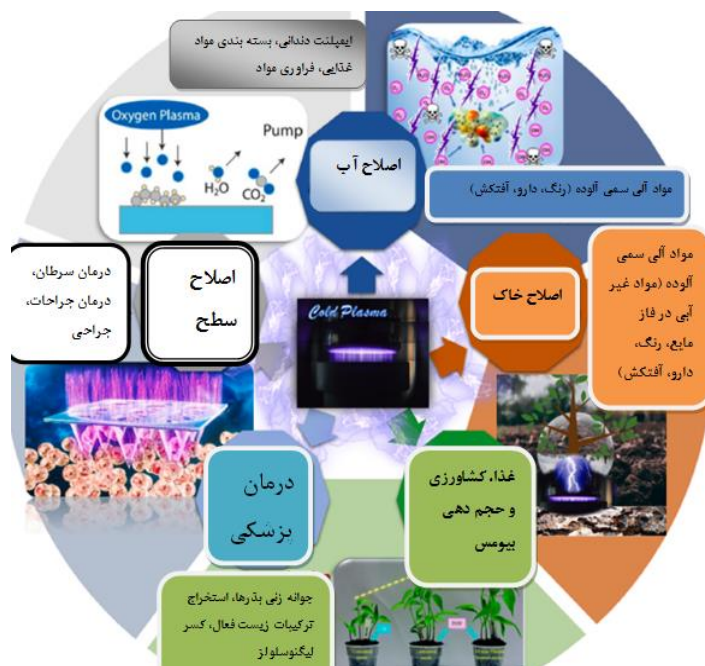 ایمپلنت دندانی، بسته بندی مواد
غذایی، فراوری مواد
Oxygen Plasma
Pump
H₂O
CO₂
اصلاح آب
مواد آلی سمی آلوده (رنگ، دارو، آفتکش)
درمان سرطان،
درمان جراحات،
جراحی
اصلاح
سطح
Cold Plasma
اصلاح خاک
مواد آلی سمی
آلوده (مواد غیر
آبی در فاز
مایع، رنگ،
دارو، آفتکش)
درمان
پزشکی
غذا، کشاورزی
و حجم دهی
بیومس
جوانه زنی بذرها، استخراج
ترکیبات زیست فعال، کسر
لیگنوسلولز